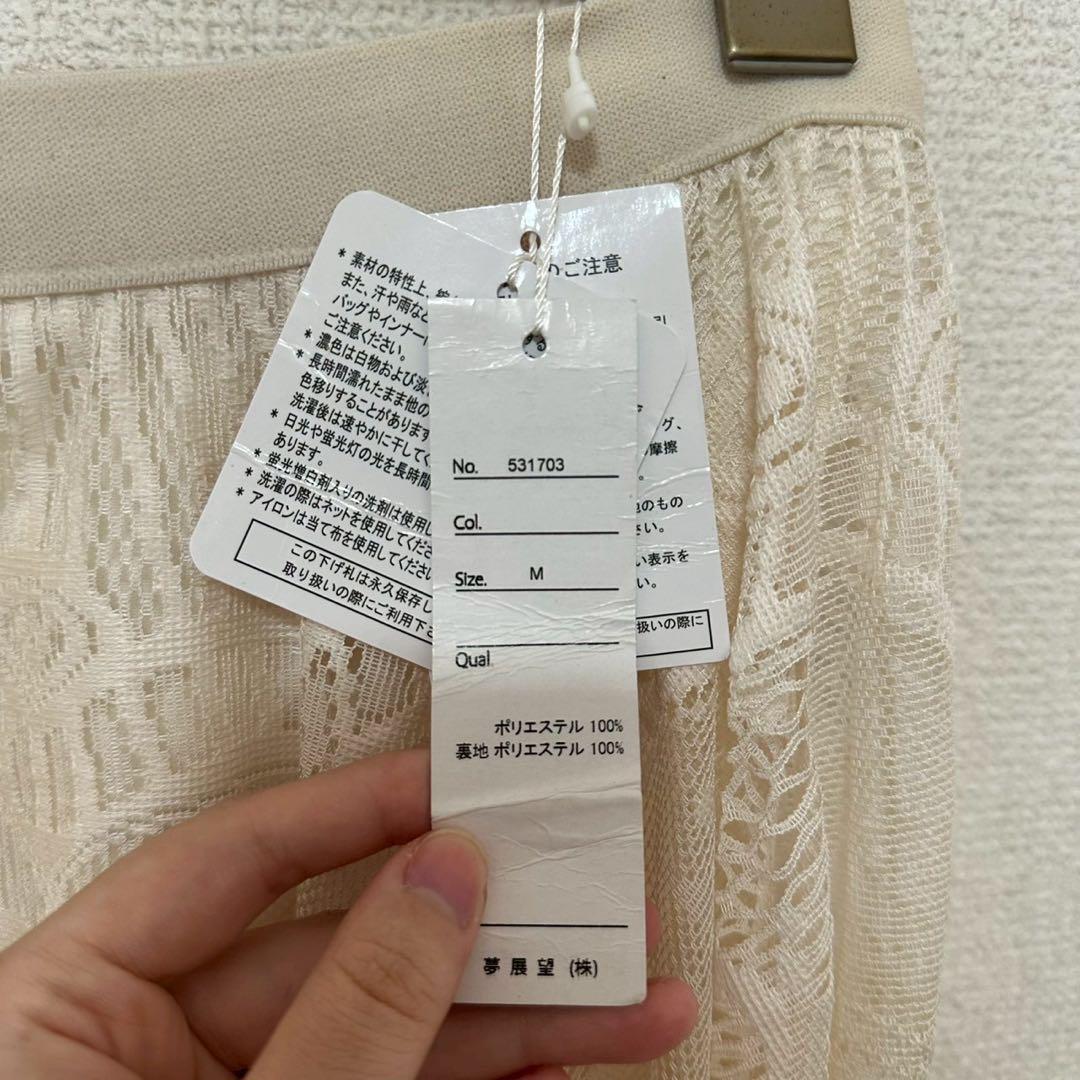 のご注意
* 素材の特性上、
また、汗や雨など
バッグやインナー
ご注意ください。
* 濃色は白物および淡
* 長時間濡れたまま他の
色移りすることがあります
洗濯後は速やかに干してく
* 日光や蛍光灯の光を長時間
あります。
* 蛍光増白剤入りの洗剤は使用し
* 洗濯の際はネットを使用してくださ
* アイロンは当て布を使用してくださ
この下げ札は永久保存し
取り扱いの際にご利用下さ
グ、
摩擦
。
色のもの
さい。
い表示を
い。
扱いの際に
No. 531703
Col.
Size. M
Qual
ポリエステル 100%
裏地 ポリエステル 100%
夢展望 (株)